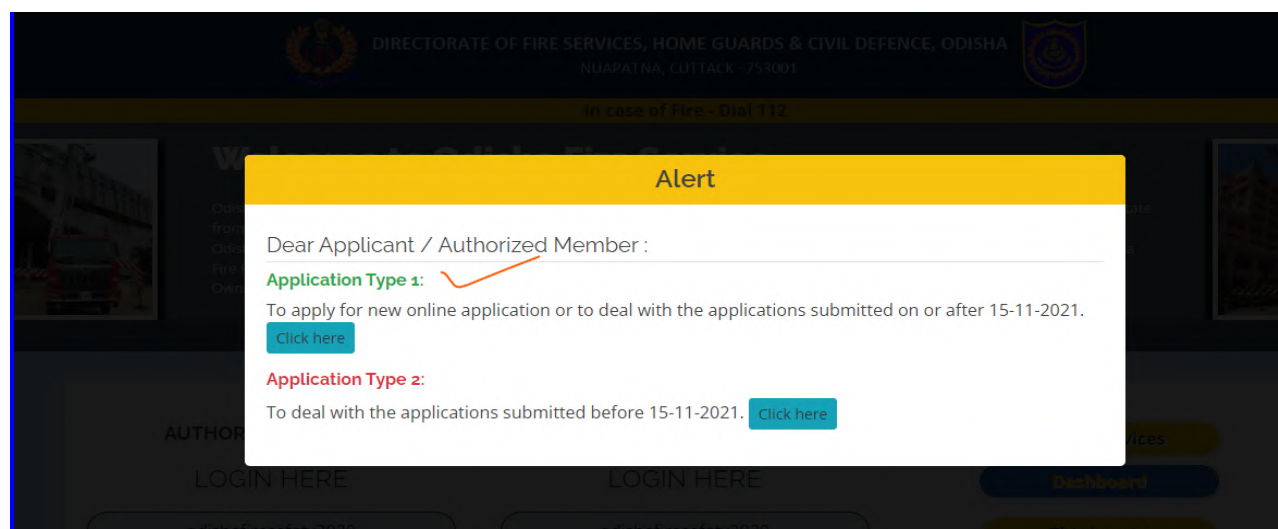 DIRECTORATE OF FIRE SERVICES, HOME GUARDS & CIVIL DEFENCE, ODISHA
NUAPATNA, CUTTACK -753001
In case of Fire - Dial 112
Alert
Dear Applicant / Authorized Member :
Application Type 1:
To apply for new online application or to deal with the applications submitted on or after 15-11-2021.
Click here
Application Type 2:
To deal with the applications submitted before 15-11-2021. Click here
LOGIN HERE
LOGIN HERE
Dashboard